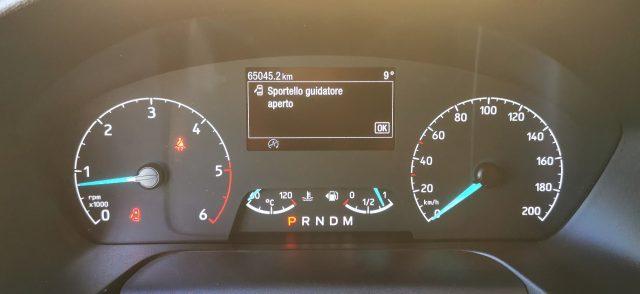 65045.2 km 9°
Sportello guidatore
aperto
OK
0 1 2 3 4 5 6
rpm
x1000
60 120
°C
0 1/2 1
P R N D M
0 20 40 60 80 100 120 140 160 180 200
km/h